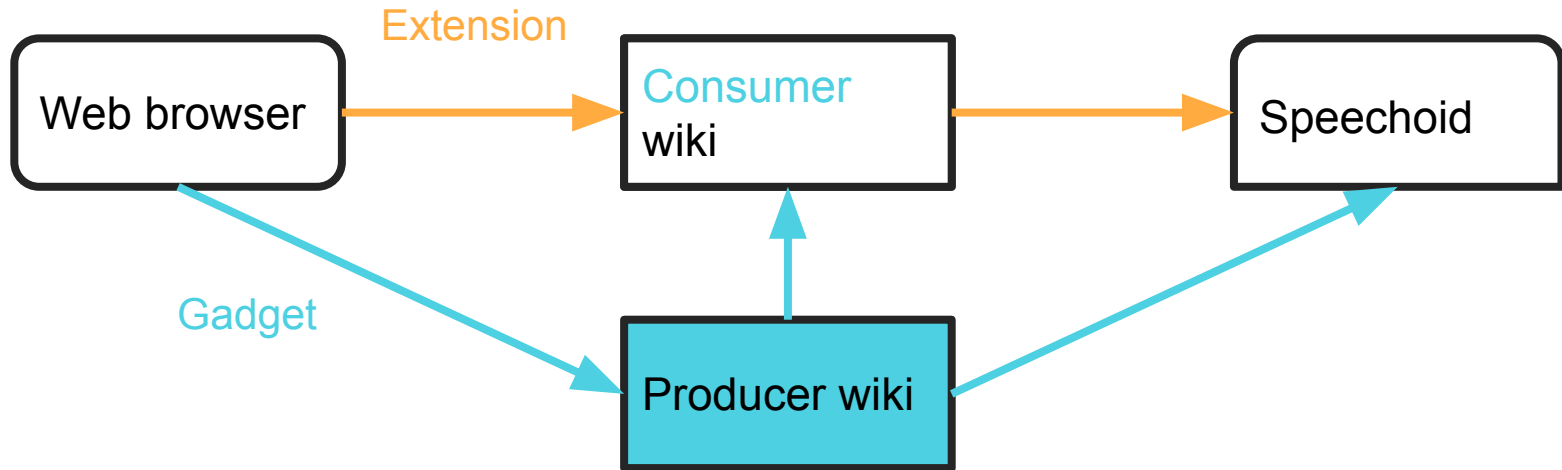 Extension
Web browser
Consumer
wiki
Speechoid
Gadget
Producer wiki